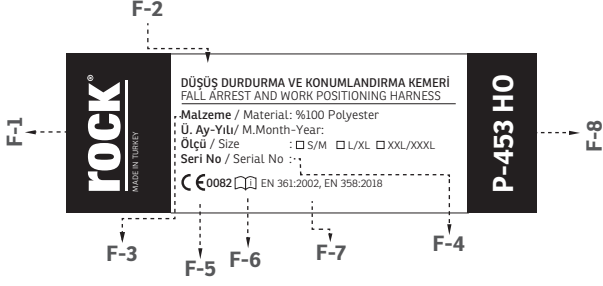 F-2
F-1
rock®
MADE IN TURKEY
DÜŞÜŞ DURDURMA VE KONUMLANDIRMA KEMERİ
FALL ARREST AND WORK POSITIONING HARNESS
Malzeme / Material: %100 Polyester
Ü. Ay-Yılı/ M.Month-Year:
Ölçü / Size : ☐ S/M ☐ L/XL ☐ XXL/XXXL
Seri No / Serial No :
CE 0082 i EN 361:2002, EN 358:2018
P-453 HO
F-8
F-3
F-5
F-6
F-7
F-4